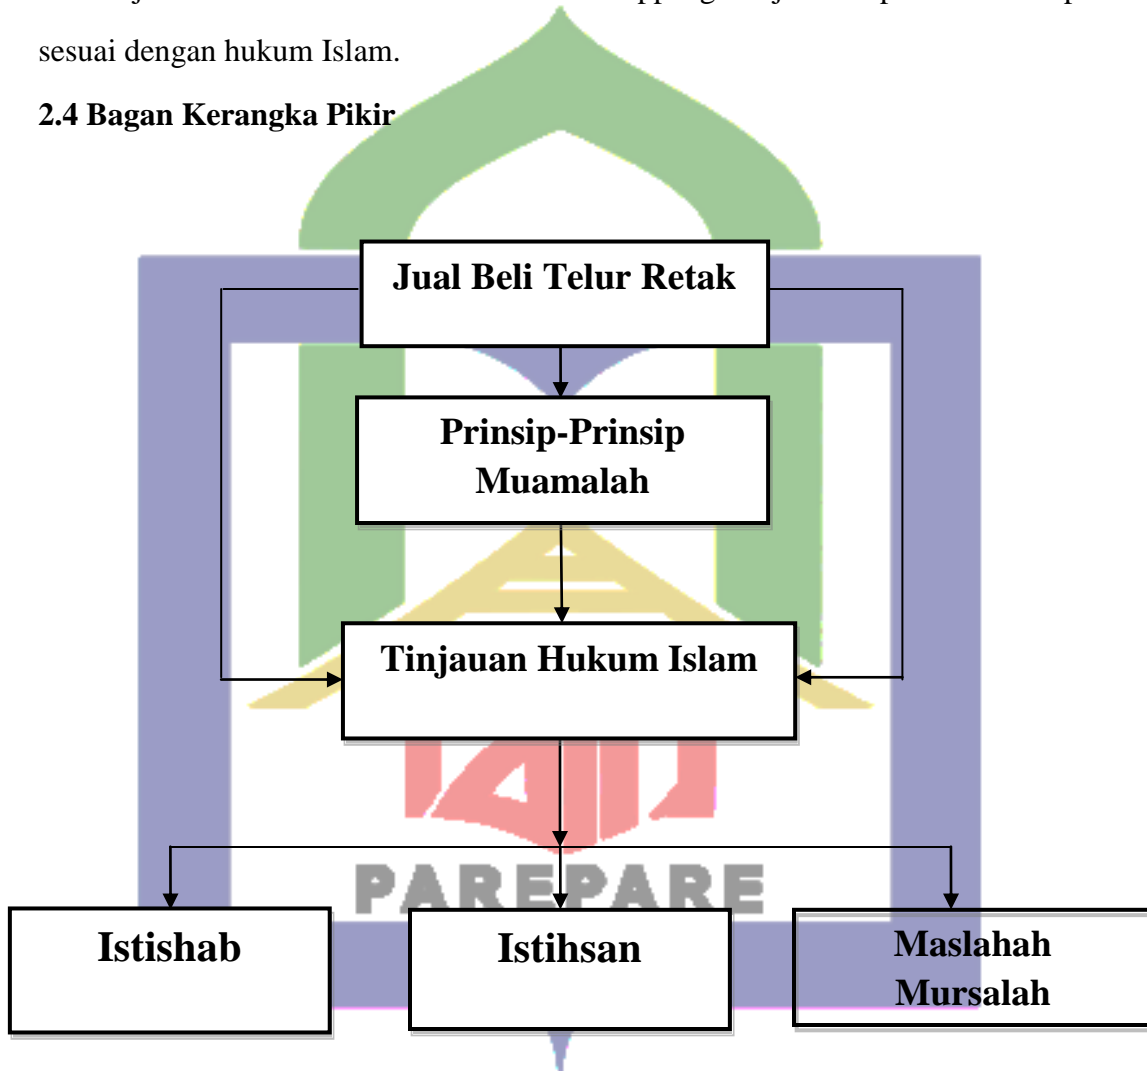 sesuai dengan hukum Islam.
2.4 Bagan Kerangka Pikir
Jual Beli Telur Retak
Prinsip-Prinsip
Muamalah
Tinjauan Hukum Islam
PAREPARE
Istishab
Istihsan
Maslahah
Mursalah